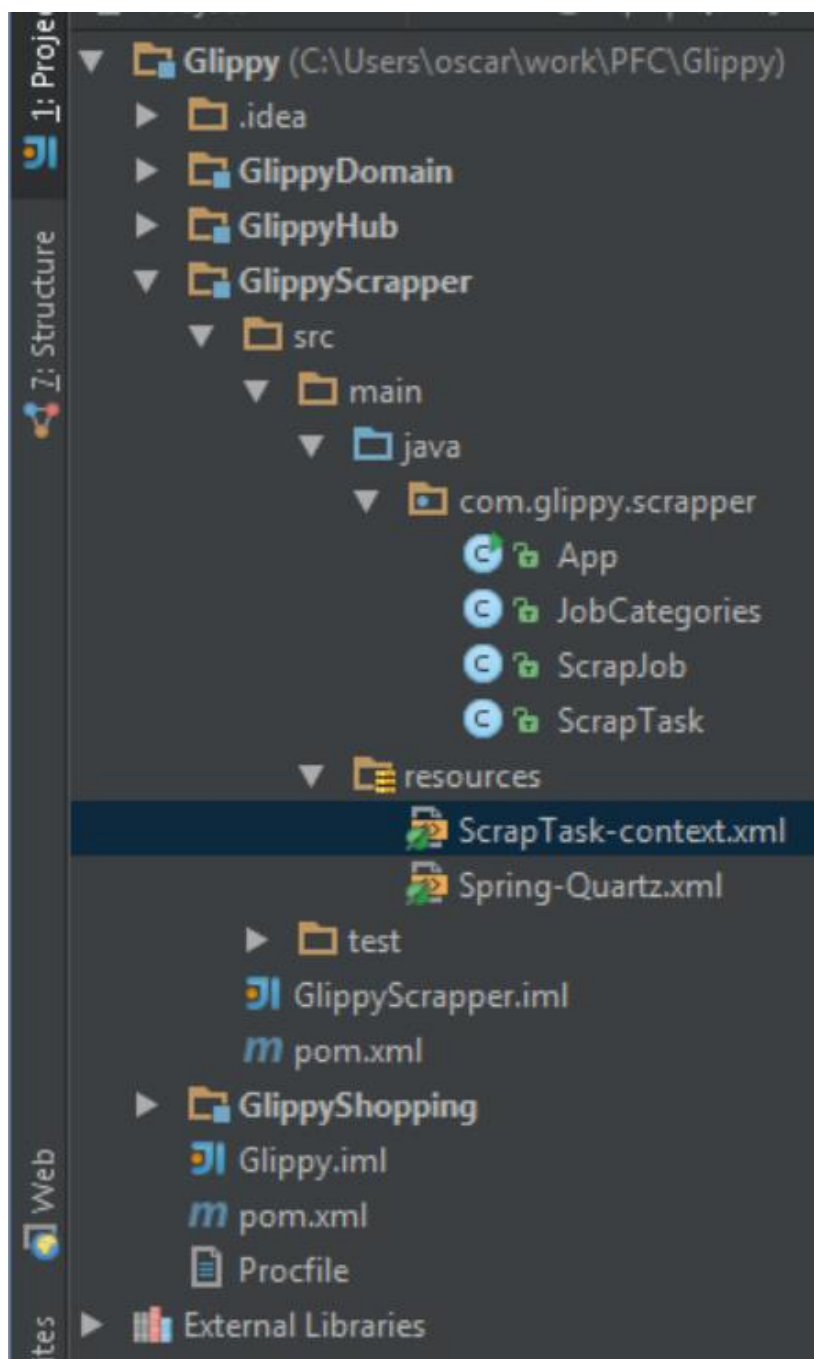 1: Proje
7: Structure
Web
ites
Glippy (C:\Users\oscar\work\PFC\Glippy)
.idea
GlippyDomain
GlippyHub
GlippyScrapper
src
main
java
com.glippy.scrapper
App
JobCategories
ScrapJob
ScrapTask
resources
ScrapTask-context.xml
Spring-Quartz.xml
test
GlippyScrapper.iml
pom.xml
GlippyShopping
Glippy.iml
pom.xml
Procfile
External Libraries